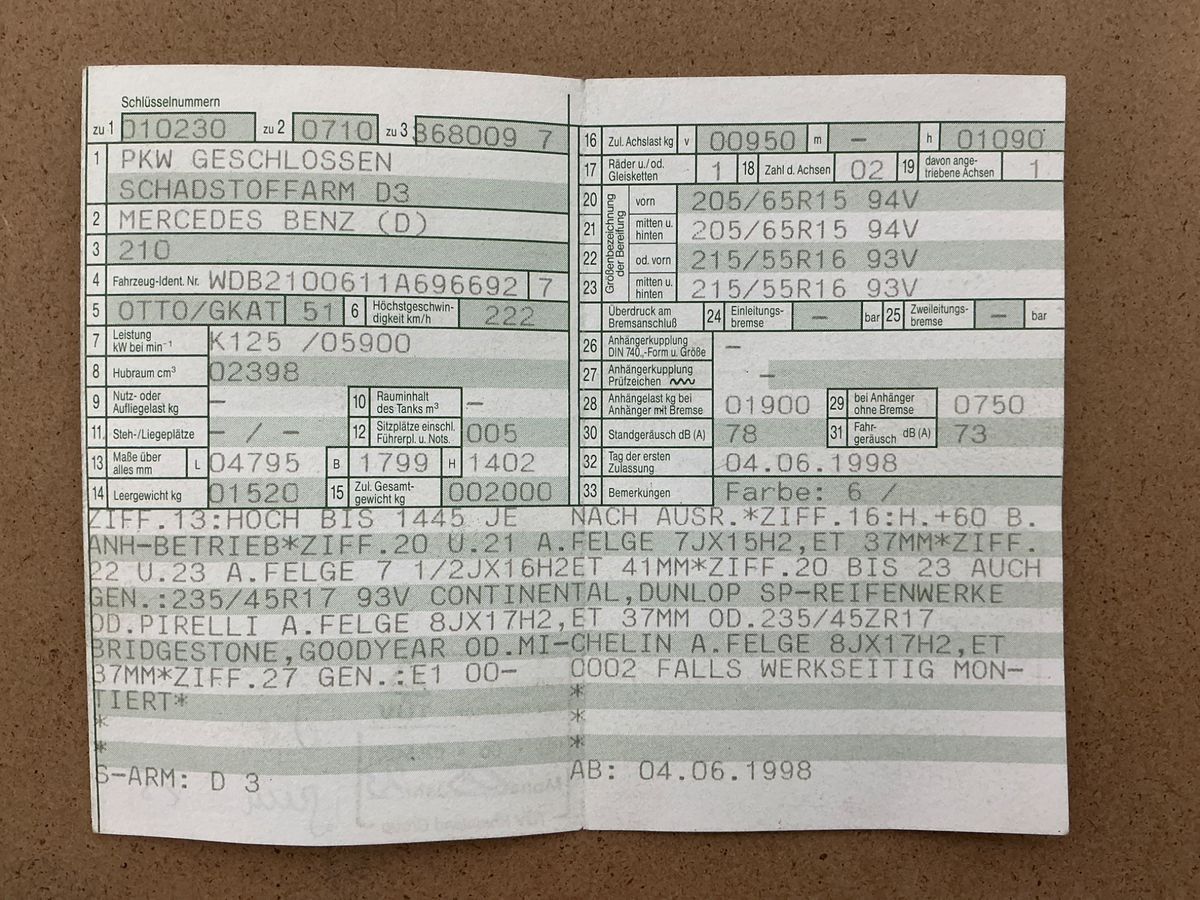 Schlüsselnummern
zu 1 010230 zu 2 0710 zu 3 368009 7
1 PKW GESCHLOSSEN
SCHADSTOFFARM D3
2 MERCEDES BENZ (D)
3 210
4 Fahrzeug-Ident. Nr. WDB2100611A696692 7
5 OTTO/GKAT 51 6 Höchstgeschwin-
digkeit km/h 222
7 Leistung
kW bei min⁻¹ K125 /05900
8 Hubraum cm³ 02398
9 Nutz- oder
Aufliegelast kg – 10 Rauminhalt
des Tanks m³ –
11 Steh-/Liegeplätze – / – 12 Sitzplätze einschl.
Führerpl. u. Nots. 005
13 Maße über
alles mm L 04795 B 1799 H 1402
14 Leergewicht kg 01520 15 Zul. Gesamt-
gewicht kg 002000
16 Zul. Achslast kg v 00950 m – h 01090
17 Räder u./od.
Gleisketten 1 18 Zahl d. Achsen 02 19 davon ange-
triebene Achsen 1
Größenbezeichnung
der Bereifung
20 vorn 205/65R15 94V
21 mitten u.
hinten 205/65R15 94V
22 od. vorn 215/55R16 93V
23 mitten u.
hinten 215/55R16 93V
Überdruck am
Bremsanschluß 24 Einleitungs-
bremse – bar 25 Zweileitungs-
bremse – bar
26 Anhängerkupplung
DIN 740.,-Form u. Größe –
27 Anhängerkupplung
Prüfzeichen –
28 Anhängelast kg bei
Anhänger mit Bremse 01900 29 bei Anhänger
ohne Bremse 0750
30 Standgeräusch dB (A) 78 31 Fahr-
geräusch dB (A) 73
32 Tag der ersten
Zulassung 04.06.1998
33 Bemerkungen Farbe: 6 /
ZIFF.13:HOCH BIS 1445 JE NACH AUSR.*ZIFF.16:H.+60 B.
ANH-BETRIEB*ZIFF.20 U.21 A.FELGE 7JX15H2,ET 37MM*ZIFF.
22 U.23 A.FELGE 7 1/2JX16H2ET 41MM*ZIFF.20 BIS 23 AUCH
GEN.:235/45R17 93V CONTINENTAL,DUNLOP SP-REIFENWERKE
OD.PIRELLI A.FELGE 8JX17H2,ET 37MM OD.235/45ZR17
BRIDGESTONE,GOODYEAR OD.MI-CHELIN A.FELGE 8JX17H2,ET
37MM*ZIFF.27 GEN.:E1 00-0002 FALLS WERKSEITIG MON-
TIERT* *
* *
* *
S-ARM: D 3 AB: 04.06.1998